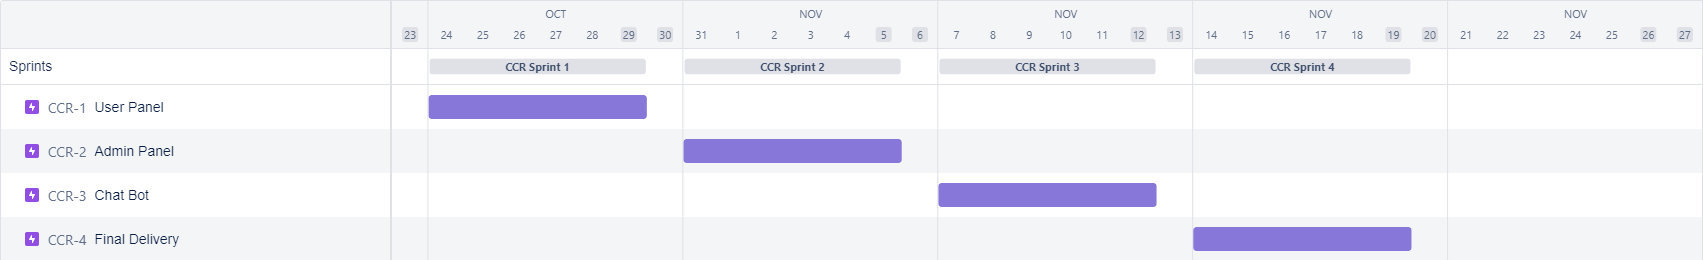 OCT NOV NOV NOV NOV
23 24 25 26 27 28 29 30 31 1 2 3 4 5 6 7 8 9 10 11 12 13 14 15 16 17 18 19 20 21 22 23 24 25 26 27
Sprints CCR Sprint 1 CCR Sprint 2 CCR Sprint 3 CCR Sprint 4
CCR-1 User Panel
CCR-2 Admin Panel
CCR-3 Chat Bot
CCR-4 Final Delivery